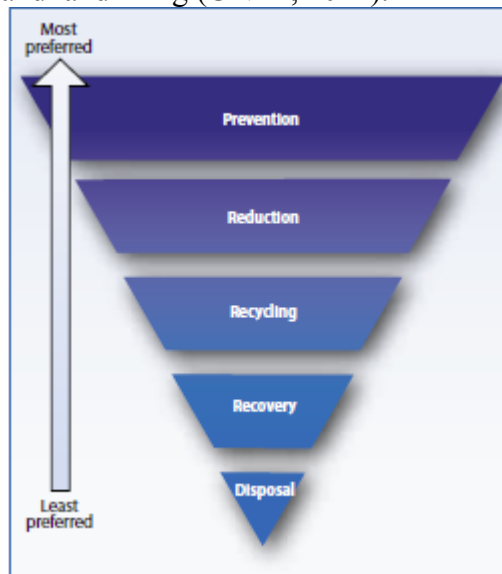 Most
preferred
Prevention
Reduction
Recycling
Recovery
Disposal
Least
preferred